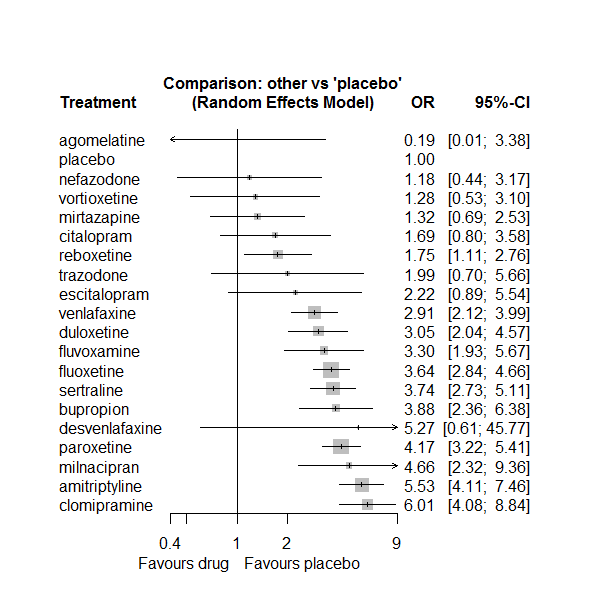 Comparison: other vs 'placebo'
Treatment (Random Effects Model) OR 95%-CI
agomelatine 0.19 [0.01; 3.38]
placebo 1.00
nefazodone 1.18 [0.44; 3.17]
vortioxetine 1.28 [0.53; 3.10]
mirtazapine 1.32 [0.69; 2.53]
citalopram 1.69 [0.80; 3.58]
reboxetine 1.75 [1.11; 2.76]
trazodone 1.99 [0.70; 5.66]
escitalopram 2.22 [0.89; 5.54]
venlafaxine 2.91 [2.12; 3.99]
duloxetine 3.05 [2.04; 4.57]
fluvoxamine 3.30 [1.93; 5.67]
fluoxetine 3.64 [2.84; 4.66]
sertraline 3.74 [2.73; 5.11]
bupropion 3.88 [2.36; 6.38]
desvenlafaxine 5.27 [0.61; 45.77]
paroxetine 4.17 [3.22; 5.41]
milnacipran 4.66 [2.32; 9.36]
amitriptyline 5.53 [4.11; 7.46]
clomipramine 6.01 [4.08; 8.84]
0.4 1 2 9
Favours drug Favours placebo